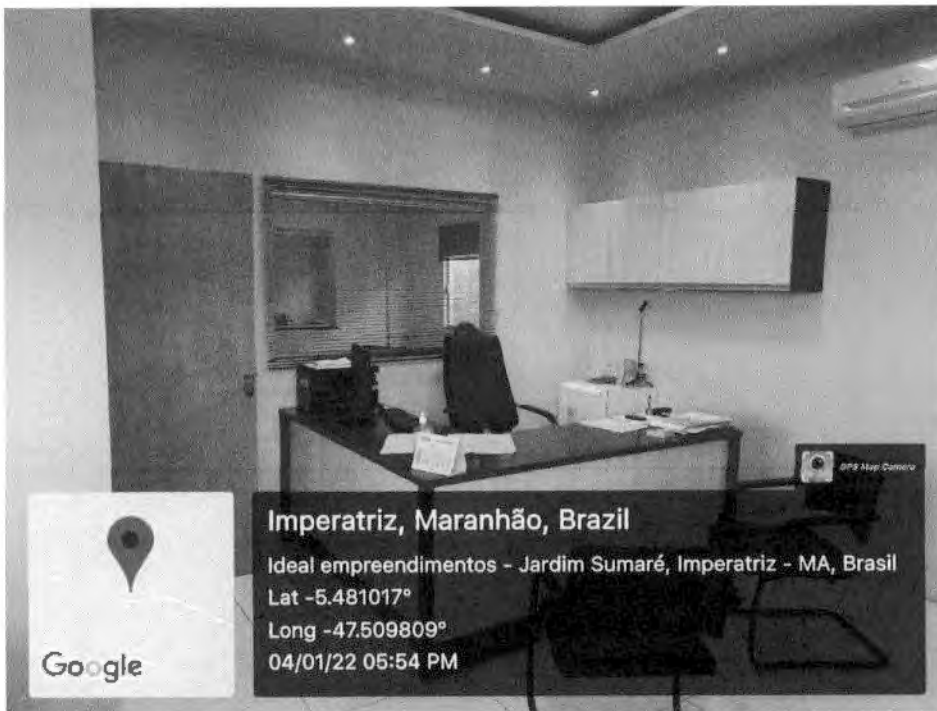 GPS Map Camera
Imperatriz, Maranhão, Brazil
Ideal empreendimentos - Jardim Sumaré, Imperatriz - MA, Brasil
Lat -5.481017°
Long -47.509809°
04/01/22 05:54 PM
Google